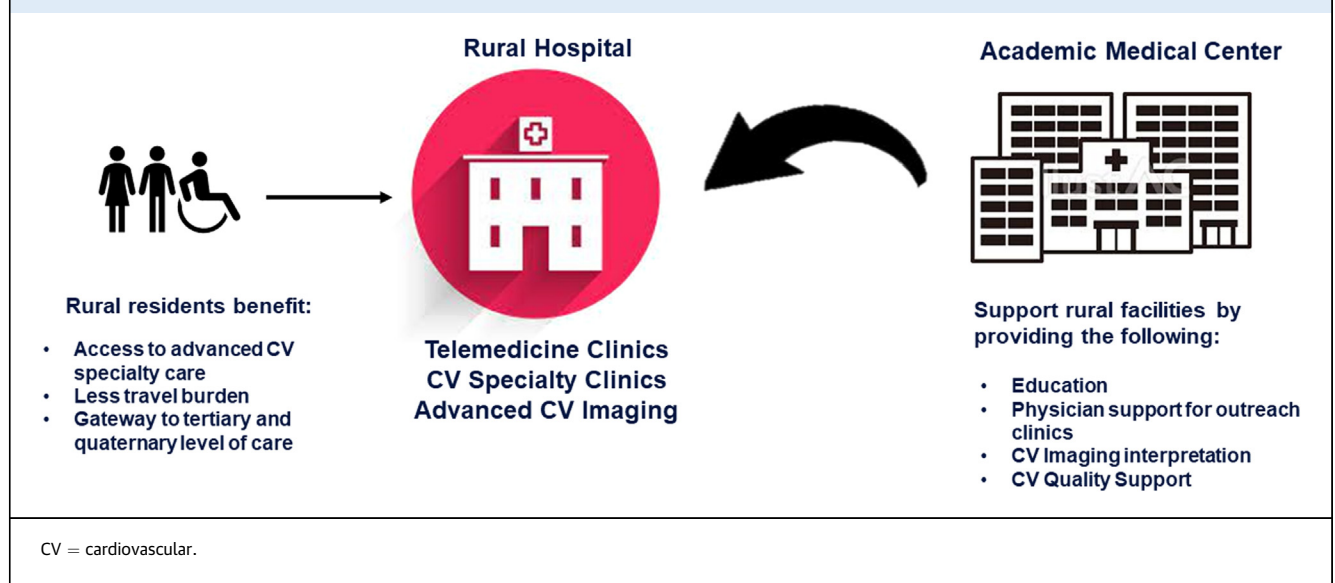 Rural Hospital
Academic Medical Center
Rural residents benefit:
• Access to advanced CV
specialty care
• Less travel burden
• Gateway to tertiary and
quaternary level of care
Telemedicine Clinics
CV Specialty Clinics
Advanced CV Imaging
Support rural facilities by
providing the following:
• Education
• Physician support for outreach
clinics
• CV Imaging interpretation
• CV Quality Support
CV = cardiovascular.